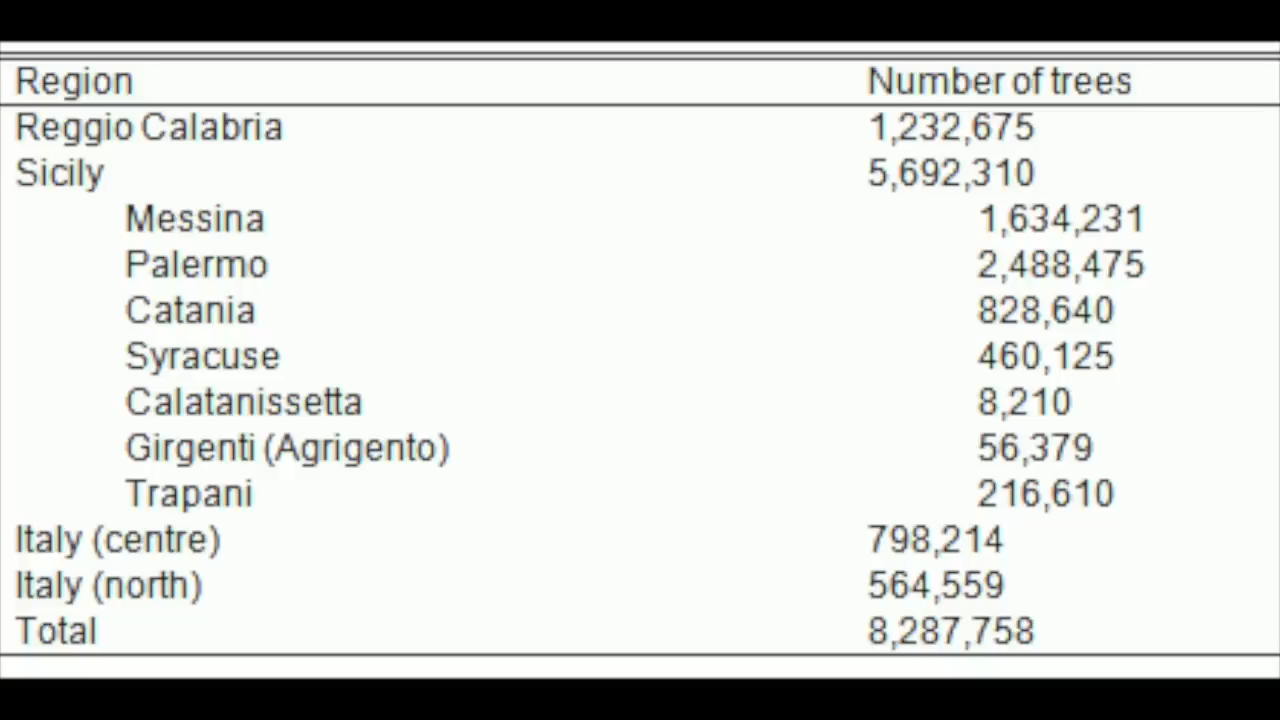 Region Number of trees
Reggio Calabria 1,232,675
Sicily 5,692,310
Messina 1,634,231
Palermo 2,488,475
Catania 828,640
Syracuse 460,125
Calatanissetta 8,210
Girgenti (Agrigento) 56,379
Trapani 216,610
Italy (centre) 798,214
Italy (north) 564,559
Total 8,287,758